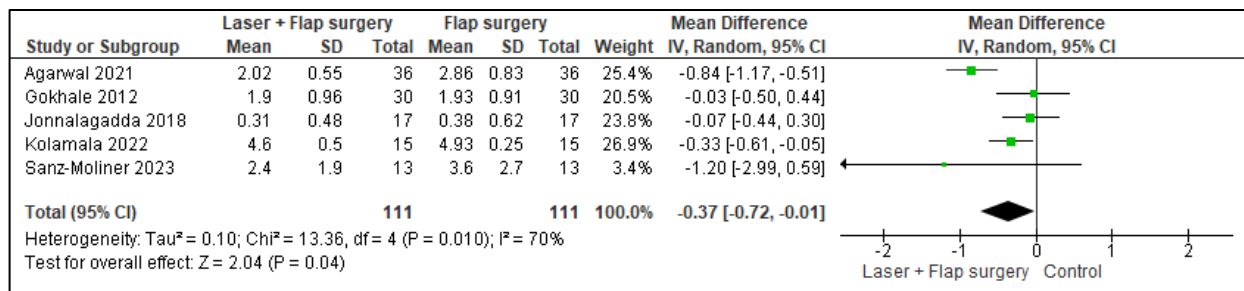 Laser + Flap surgery Flap surgery Mean Difference Mean Difference
Study or Subgroup Mean SD Total Mean SD Total Weight IV, Random, 95% CI IV, Random, 95% CI
Agarwal 2021 2.02 0.55 36 2.86 0.83 36 25.4% -0.84 [-1.17, -0.51]
Gokhale 2012 1.9 0.96 30 1.93 0.91 30 20.5% -0.03 [-0.50, 0.44]
Jonnalagadda 2018 0.31 0.48 17 0.38 0.62 17 23.8% -0.07 [-0.44, 0.30]
Kolamala 2022 4.6 0.5 15 4.93 0.25 15 26.9% -0.33 [-0.61, -0.05]
Sanz-Moliner 2023 2.4 1.9 13 3.6 2.7 13 3.4% -1.20 [-2.99, 0.59]
Total (95% CI) 111 111 100.0% -0.37 [-0.72, -0.01]
Heterogeneity: Tau² = 0.10; Chi² = 13.36, df = 4 (P = 0.010); I² = 70%
Test for overall effect: Z = 2.04 (P = 0.04)
-2 -1 0 1 2
Laser + Flap surgery Control